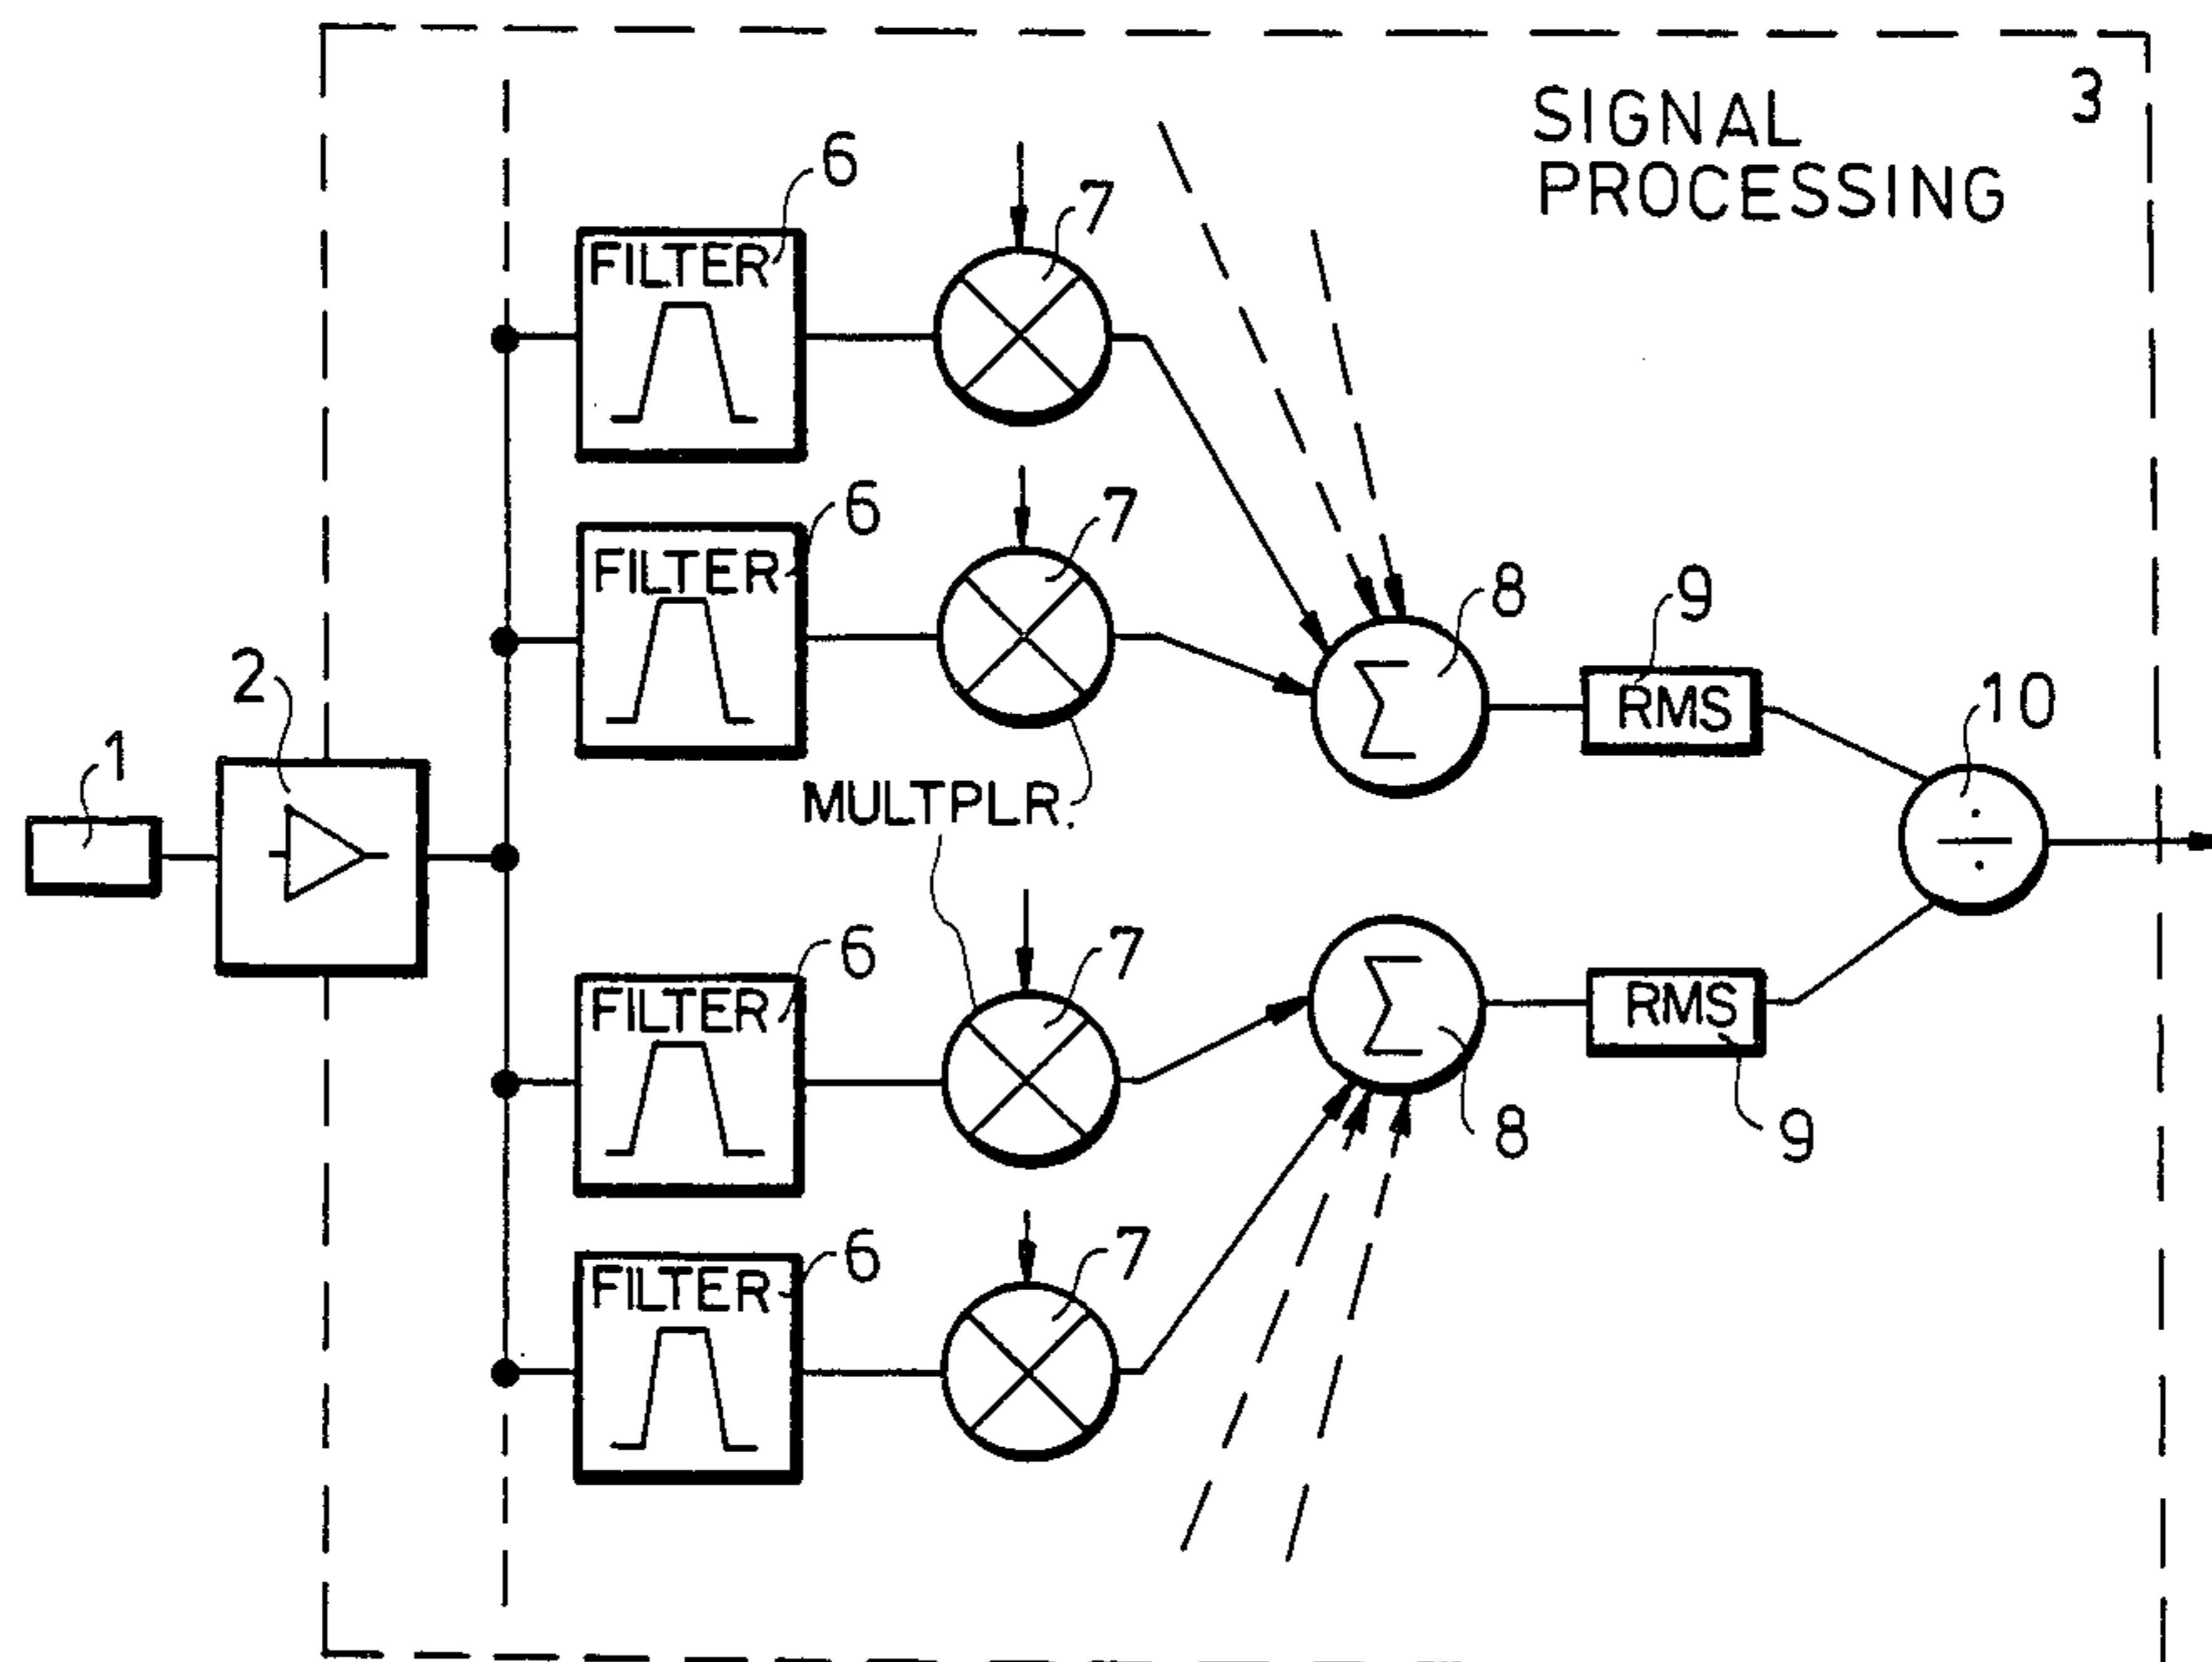 3
SIGNAL
PROCESSING
6
7
FILTER
6
7
FILTER
8
9
2
Σ
RMS
10
1
MULTPLR.
÷
6
7
FILTER
Σ
RMS
8
9
6
7
FILTER